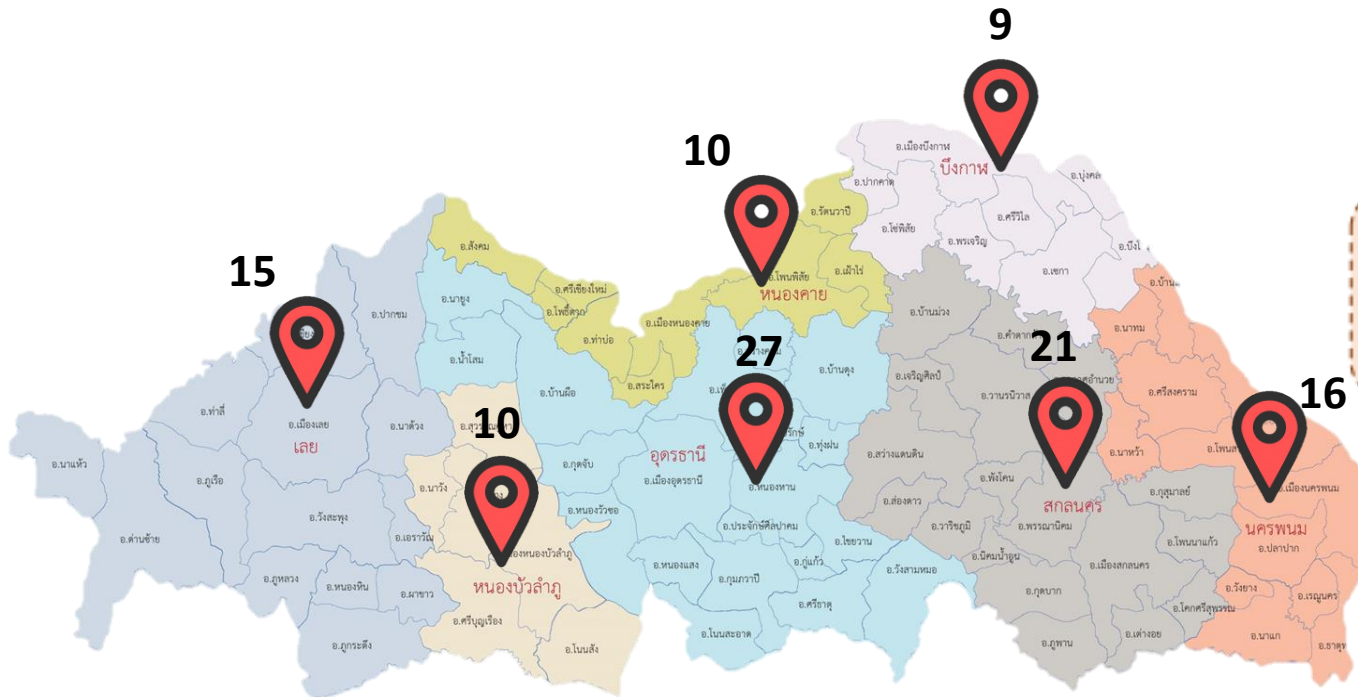 9
อ.เมืองบึงกาฬ
บึงกาฬ
อ.ปากคาด
อ.บุ่งคล
10
อ.รัตนวาปี
อ.ศรีวิไล
อ.โซ่พิสัย
อ.พรเจริญ
อ.สังคม
15
อ.โพนพิสัย
อ.เฝ้าไร่
อ.เซกา
หนองคาย
อ.ศรีเชียงใหม่
อ.นายูง
อ.ปากชม
อ.โพธิ์ตาก
อ.เมืองหนองคาย
อ.บ้านม่วง
อ.นาทม
อ.ท่าบ่อ
27
21
อ.น้ำโสม
อ.สระใคร
อ.บ้านดุง
อ.เจริญศิลป์
อ.บ้านผือ
อ.วานรนิวาส
อ.ศรีสงคราม
16
อ.ท่าลี่
อ.เมืองเลย
อ.นาด้วง
10
เลย
อ.ทุ่งฝน
อ.นาหว้า
อุดรธานี
อ.สว่างแดนดิน
อ.นาแห้ว
อ.ภูเรือ
อ.กุดจับ
อ.เมืองอุดรธานี
อ.หนองหาน
อ.พังโคน
อ.นาวัง
อ.เมืองนครพนม
อ.กุสุมาลย์
อ.ส่องดาว
สกลนคร
อ.หนองวัวซอ
อ.วังสะพุง
อ.ประจักษ์ศิลปาคม
อ.วาริชภูมิ
อ.พรรณานิคม
นครพนม
อ.ด่านซ้าย
อ.เอราวัณ
อ.ไชยวาน
อ.โพนนาแก้ว
อ.ปลาปาก
อ.นิคมน้ำอูน
อ.หนองแสง
อ.กู่แก้ว
อ.เมืองสกลนคร
อ.วังสามหมอ
หนองบัวลำภู
อ.กุมภวาปี
อ.ภูหลวง
อ.หนองหิน
อ.ผาขาว
อ.กุดบาก
อ.วังยาง
อ.เรณูนคร
อ.ศรีธาตุ
อ.โคกศรีสุพรรณ
อ.ศรีบุญเรือง
อ.โนนสะอาด
อ.เต่างอย
อ.นาแก
อ.ภูกระดึง
อ.โนนสัง
อ.ภูพาน